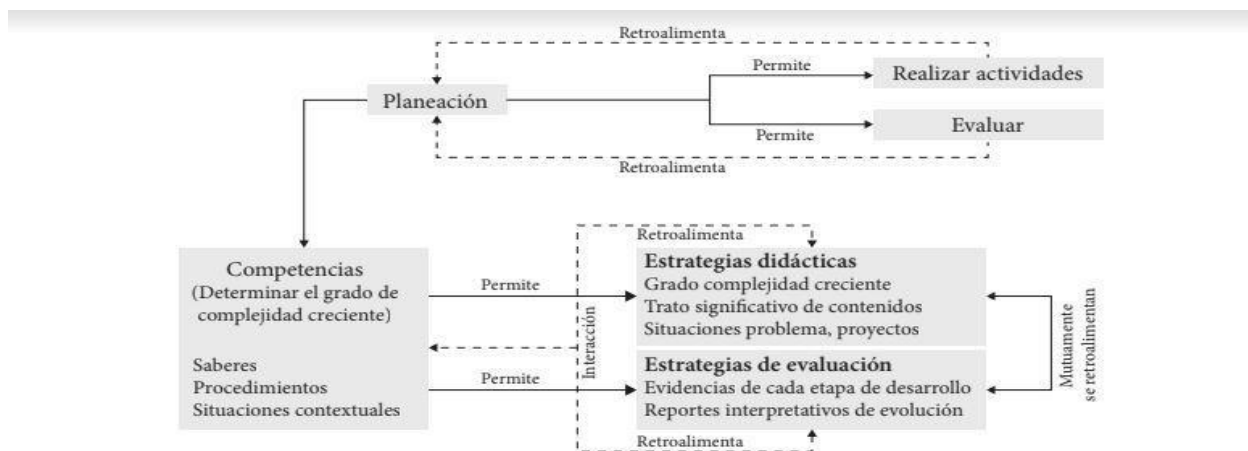 Retroalimenta
Permite
Realizar actividades
Planeación
Permite
Evaluar
Retroalimenta
Retroalimenta
Competencias
(Determinar el grado de
complejidad creciente)
Saberes
Procedimientos
Situaciones contextuales
Permite
Permite
Interacción
Estrategias didácticas
Grado complejidad creciente
Trato significativo de contenidos
Situaciones problema, proyectos
Estrategias de evaluación
Evidencias de cada etapa de desarrollo
Reportes interpretativos de evolución
Retroalimenta
Mutuamente
se retroalimentan